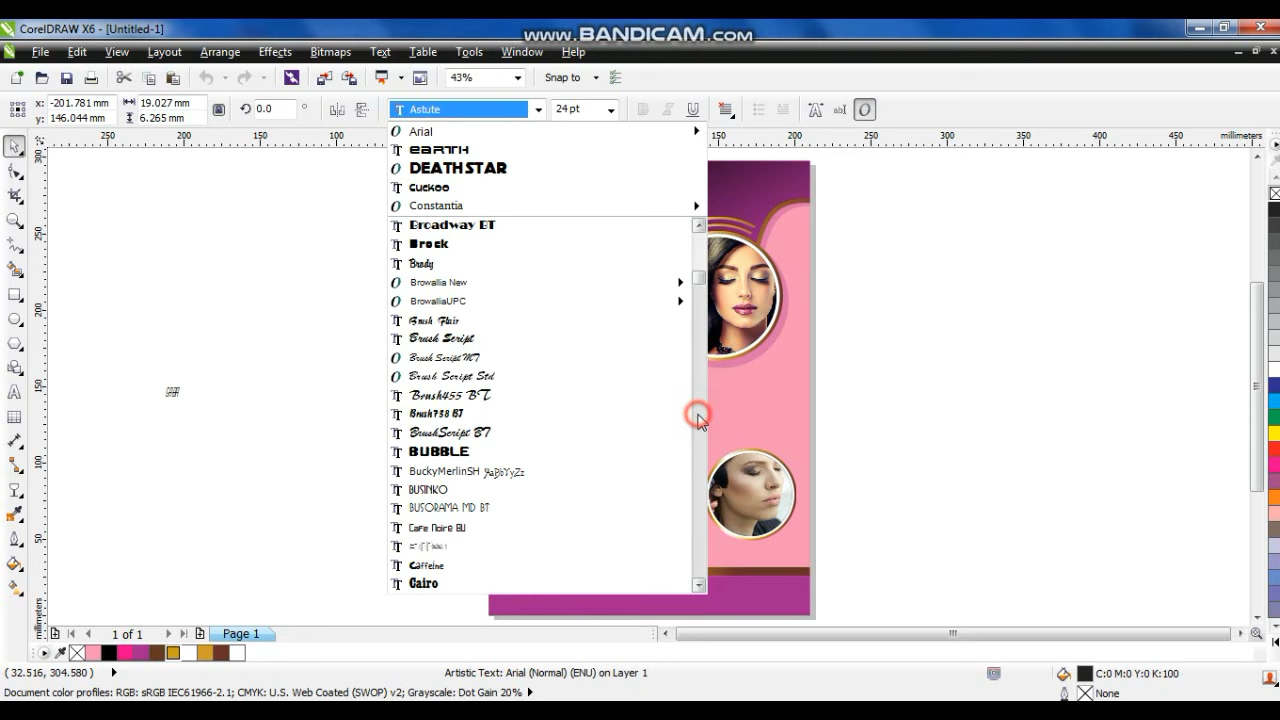 CorelDRAW X6 - [Untitled-1]
www.BANDICAM.com
File Edit View Layout Arrange Effects Bitmaps Text Table Tools Window Help
43% Snap to
x: -201.781 mm 19.027 mm
y: 146.044 mm 6.265 mm
0.0 °
Astute 24 pt
250 200 150 100 150 200 250 300 350 400 450 millimeters
300
250
200
150
100
50
millimeters
Arial
EARTH
DEATH STAR
Cuckoo
Constantia
Broadway BT
Brock
Brody
Browallia New
BrowalliaUPC
Brush Flair
Brush Script
Brush Script MT
Brush Script Std
Brush455 BT
Brush738 BT
BrushScript BT
BUBBLE
BuckyMerlinSH AaBbYyZz
BUSINKO
BUSORAMA MD BT
Cafe Noire BU
Caffeine
Cairo
1 of 1 Page 1
( 32.516, 304.580 ) Artistic Text: Arial (Normal) (ENU) on Layer 1 C:0 M:0 Y:0 K:100
Document color profiles: RGB: sRGB IEC61966-2.1; CMYK: U.S. Web Coated (SWOP) v2; Grayscale: Dot Gain 20% None